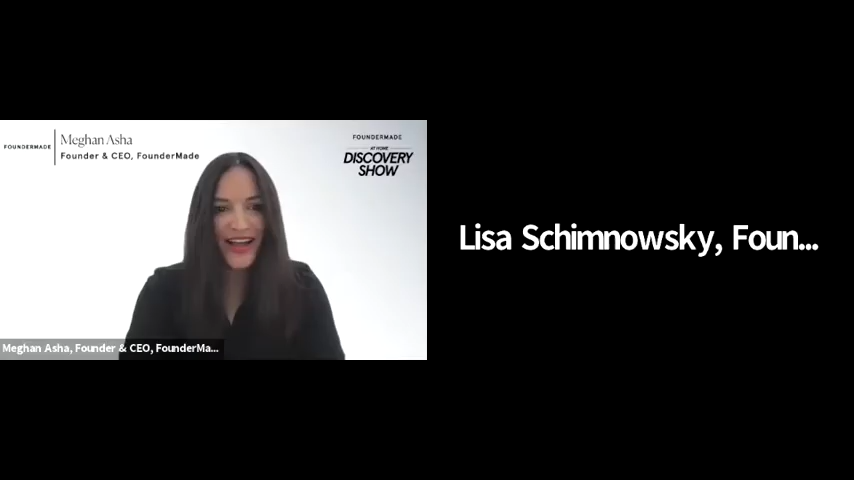 FOUNDERMADE
Meghan Asha
Founder & CEO, FounderMade
FOUNDERMADE
AT HOME
DISCOVERY
SHOW
Meghan Asha, Founder & CEO, FounderMa...
Lisa Schimnowsky, Foun...